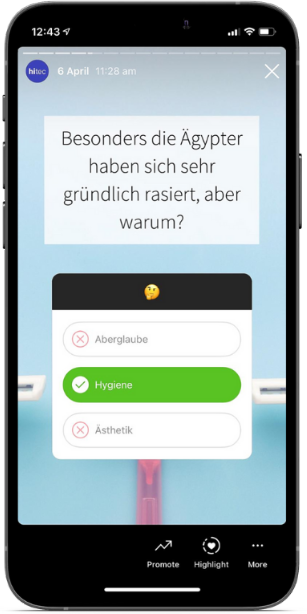 12:43
hitec 6 April 11:28 am
Besonders die Ägypter
haben sich sehr
gründlich rasiert, aber
warum?
Aberglaube
Hygiene
Ästhetik
Promote Highlight More